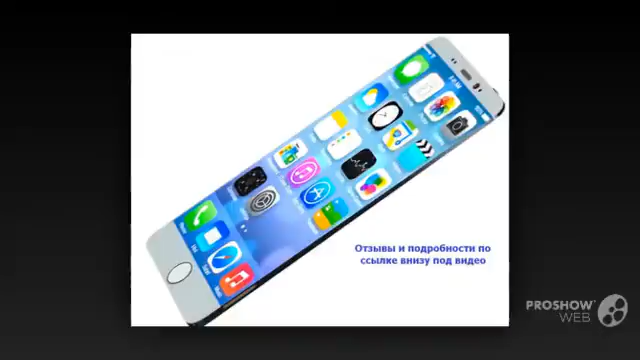 Отзывы и подробности по
ссылке внизу под видео
PROSHOW
WEB